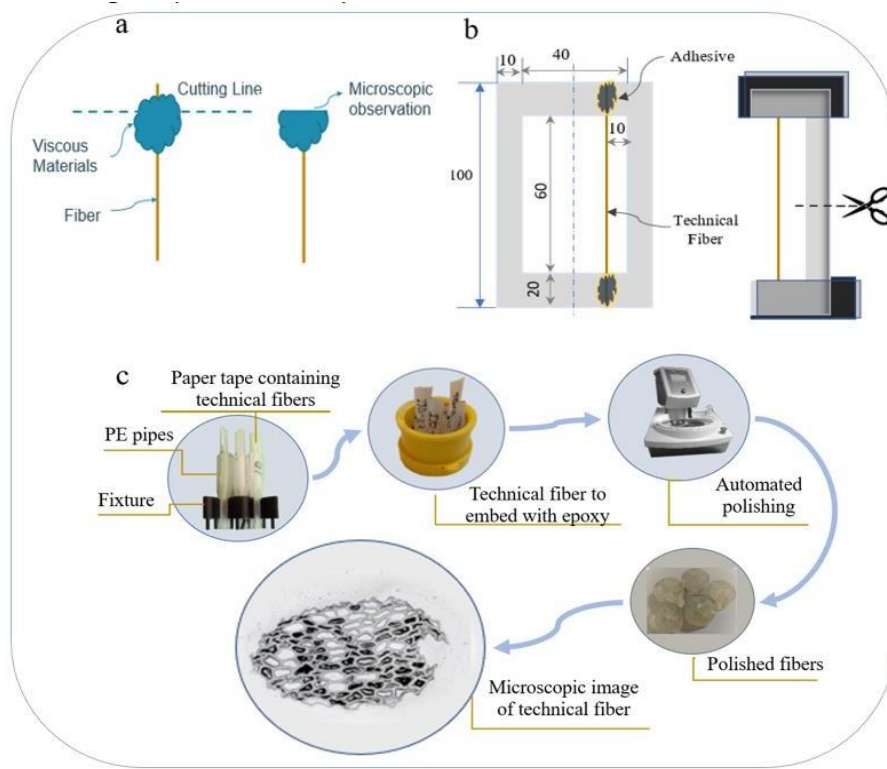 a
Cutting Line
Viscous
Materials
Fiber
Microscopic
observation
b
10
40
Adhesive
10
100
60
20
Technical
Fiber
c
Paper tape containing
technical fibers
PE pipes
Fixture
Technical fiber to
embed with epoxy
Automated
polishing
Polished fibers
Microscopic image
of technical fiber